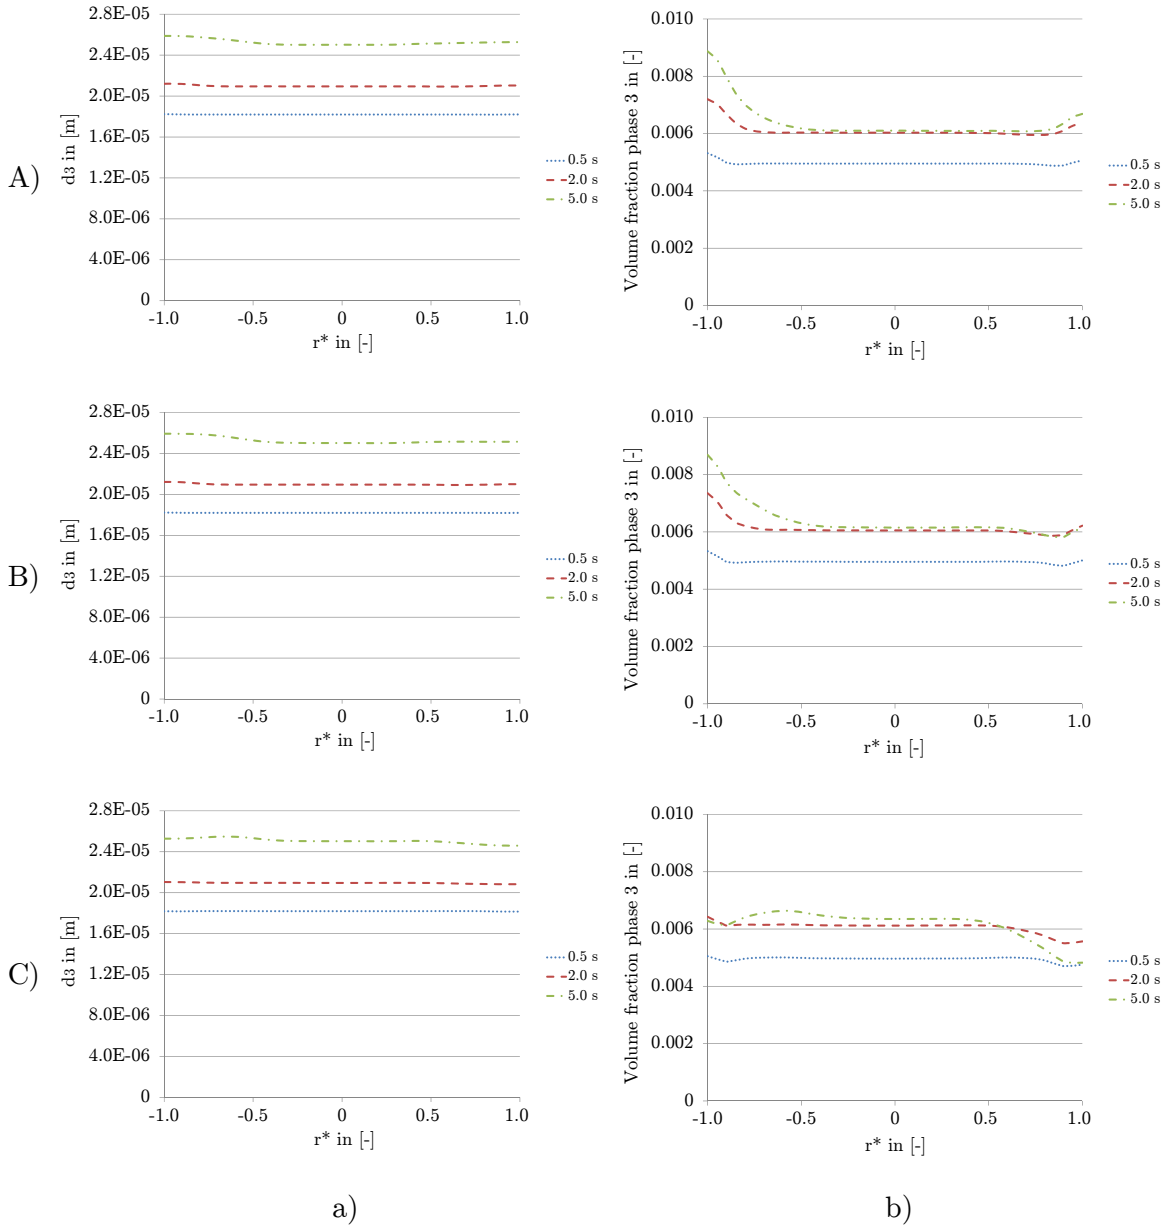 A)
2.8E-05
2.4E-05
2.0E-05
1.6E-05
1.2E-05
8.0E-06
4.0E-06
0
d3 in [m]
-1.0 -0.5 0 0.5 1.0
r* in [-]
0.5 s
2.0 s
5.0 s
0.010
0.008
0.006
0.004
0.002
0
Volume fraction phase 3 in [-]
-1.0 -0.5 0 0.5 1.0
r* in [-]
0.5 s
2.0 s
5.0 s
B)
2.8E-05
2.4E-05
2.0E-05
1.6E-05
1.2E-05
8.0E-06
4.0E-06
0
d3 in [m]
-1.0 -0.5 0 0.5 1.0
r* in [-]
0.5 s
2.0 s
5.0 s
0.010
0.008
0.006
0.004
0.002
0
Volume fraction phase 3 in [-]
-1.0 -0.5 0 0.5 1.0
r* in [-]
0.5 s
2.0 s
5.0 s
C)
2.8E-05
2.4E-05
2.0E-05
1.6E-05
1.2E-05
8.0E-06
4.0E-06
0
d3 in [m]
-1.0 -0.5 0 0.5 1.0
r* in [-]
0.5 s
2.0 s
5.0 s
0.010
0.008
0.006
0.004
0.002
0
Volume fraction phase 3 in [-]
-1.0 -0.5 0 0.5 1.0
r* in [-]
0.5 s
2.0 s
5.0 s
a) b)